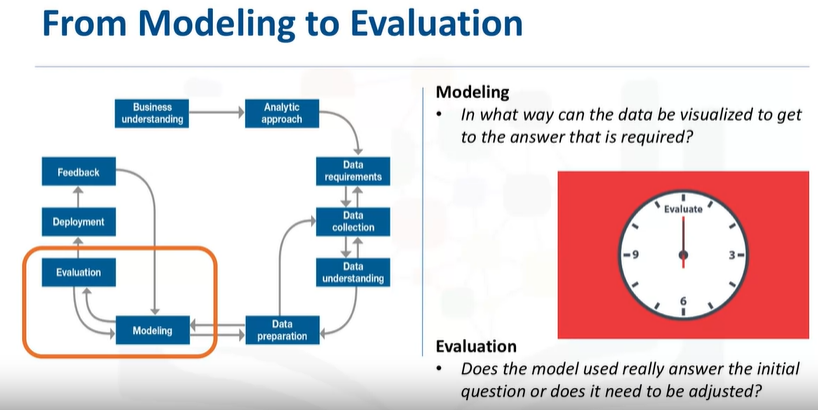 From Modeling to Evaluation
Business
understanding
Analytic
approach
Feedback
Data
requirements
Deployment
Data
collection
Evaluation
Data
understanding
Modeling
Data
preparation
Modeling
• In what way can the data be visualized to get
to the answer that is required?
Evaluate
9
3
6
Evaluation
• Does the model used really answer the initial
question or does it need to be adjusted?